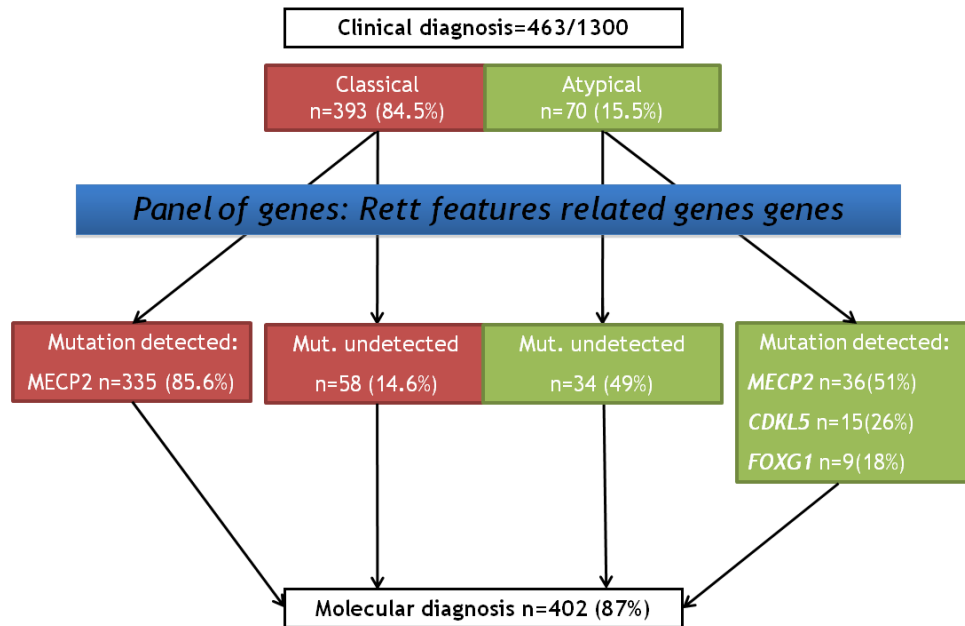 Clinical diagnosis=463/1300
Classical
n=393 (84.5%)
Atypical
n=70 (15.5%)
Panel of genes: Rett features related genes genes
Mutation detected:
MECP2 n=335 (85.6%)
Mut. undetected
n=58 (14.6%)
Mut. undetected
n=34 (49%)
Mutation detected:
MECP2 n=36(51%)
CDKL5 n=15(26%)
FOXG1 n=9(18%)
Molecular diagnosis n=402 (87%)